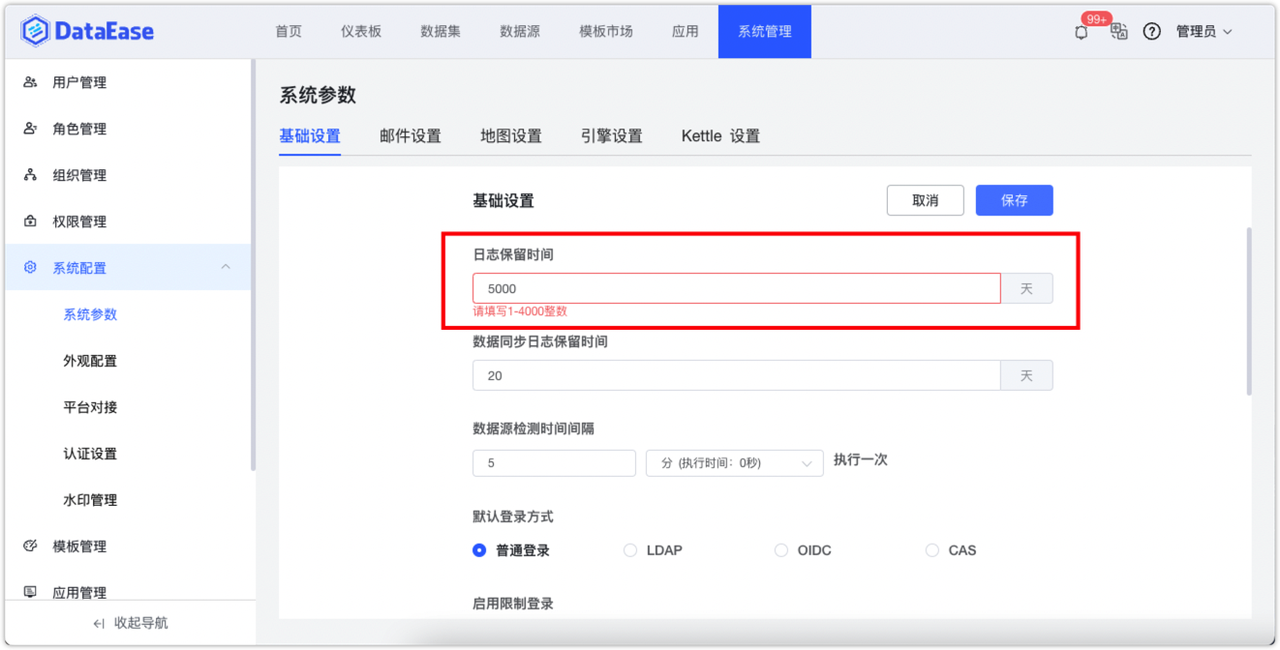 DataEase
首页
仪表板
数据集
数据源
模板市场
应用
系统管理
99+
管理员
用户管理
角色管理
组织管理
权限管理
系统配置
系统参数
外观配置
平台对接
认证设置
水印管理
模板管理
应用管理
收起导航
系统参数
基础设置
邮件设置
地图设置
引擎设置
Kettle 设置
基础设置
取消
保存
日志保留时间
5000
天
请填写1-4000整数
数据同步日志保留时间
20
天
数据源检测时间间隔
5
分 (执行时间：0秒)
执行一次
默认登录方式
普通登录
LDAP
OIDC
CAS
启用限制登录